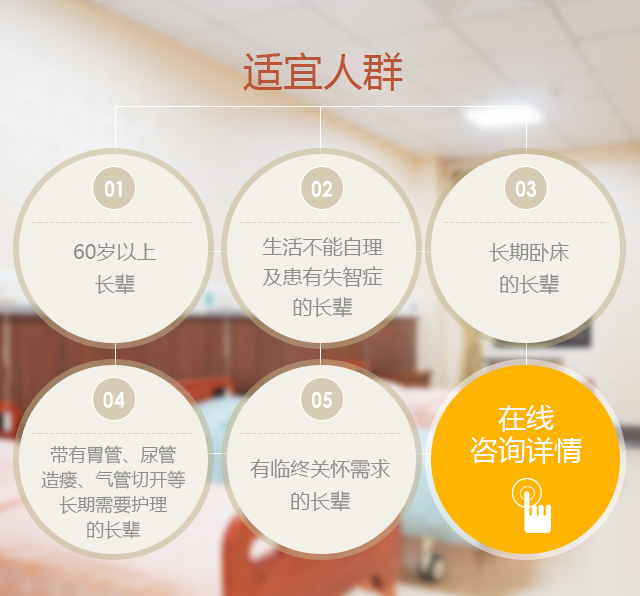 适宜人群
01
60岁以上
长辈
02
生活不能自理
及患有失智症
的长辈
03
长期卧床
的长辈
04
带有胃管、尿管
造瘘、气管切开等
长期需要护理
的长辈
05
有临终关怀需求
的长辈
在线
咨询详情